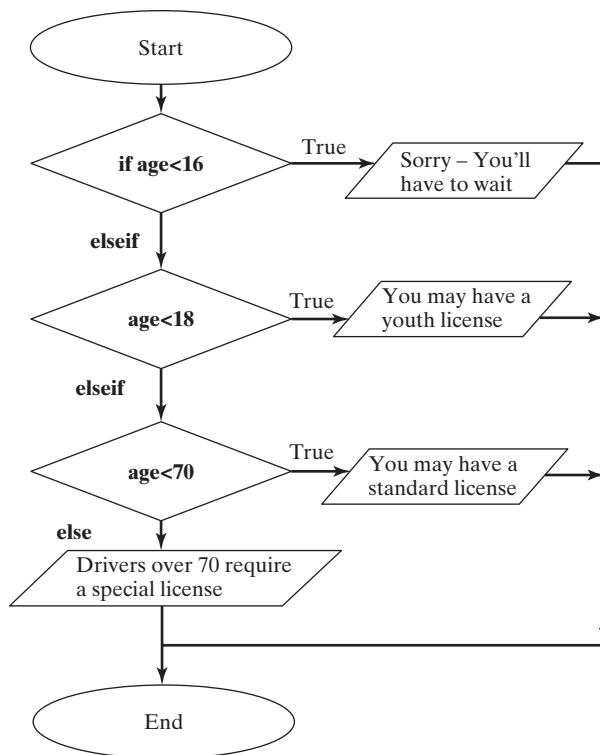 Start
if age<16
True
Sorry – You'll
have to wait
elseif
age<18
True
You may have a
youth license
elseif
age<70
True
You may have a
standard license
else
Drivers over 70 require
a special license
End